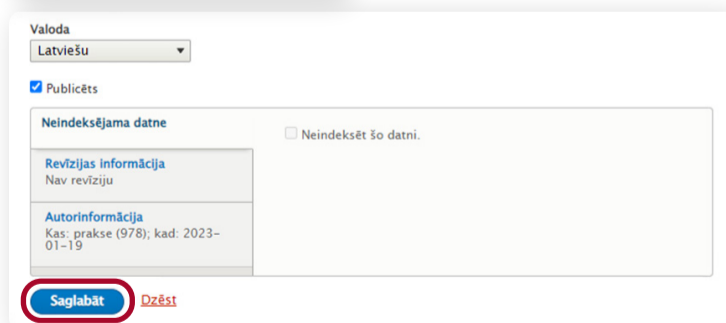 Valoda
Latviešu
Publicēts
Neindeksējama datne
Neindeksēt šo datni.
Revīzijas informācija
Nav revīziju
Autorinformācija
Kas: prakse (978); kad: 2023-
01-19
Saglabāt
Dzēst